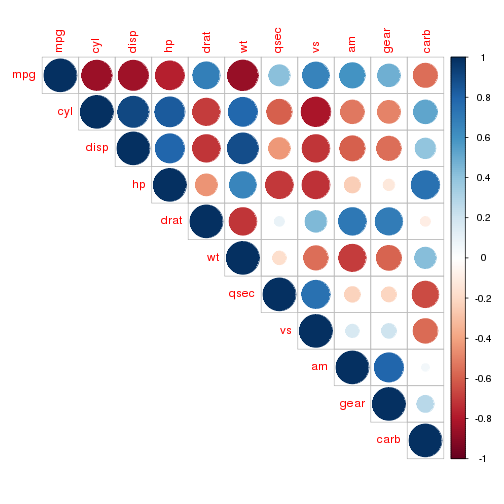 mpg cyl disp hp drat wt qsec vs am gear carb
mpg
cyl
disp
hp
drat
wt
qsec
vs
am
gear
carb
1
0.8
0.6
0.4
0.2
0
-0.2
-0.4
-0.6
-0.8
-1